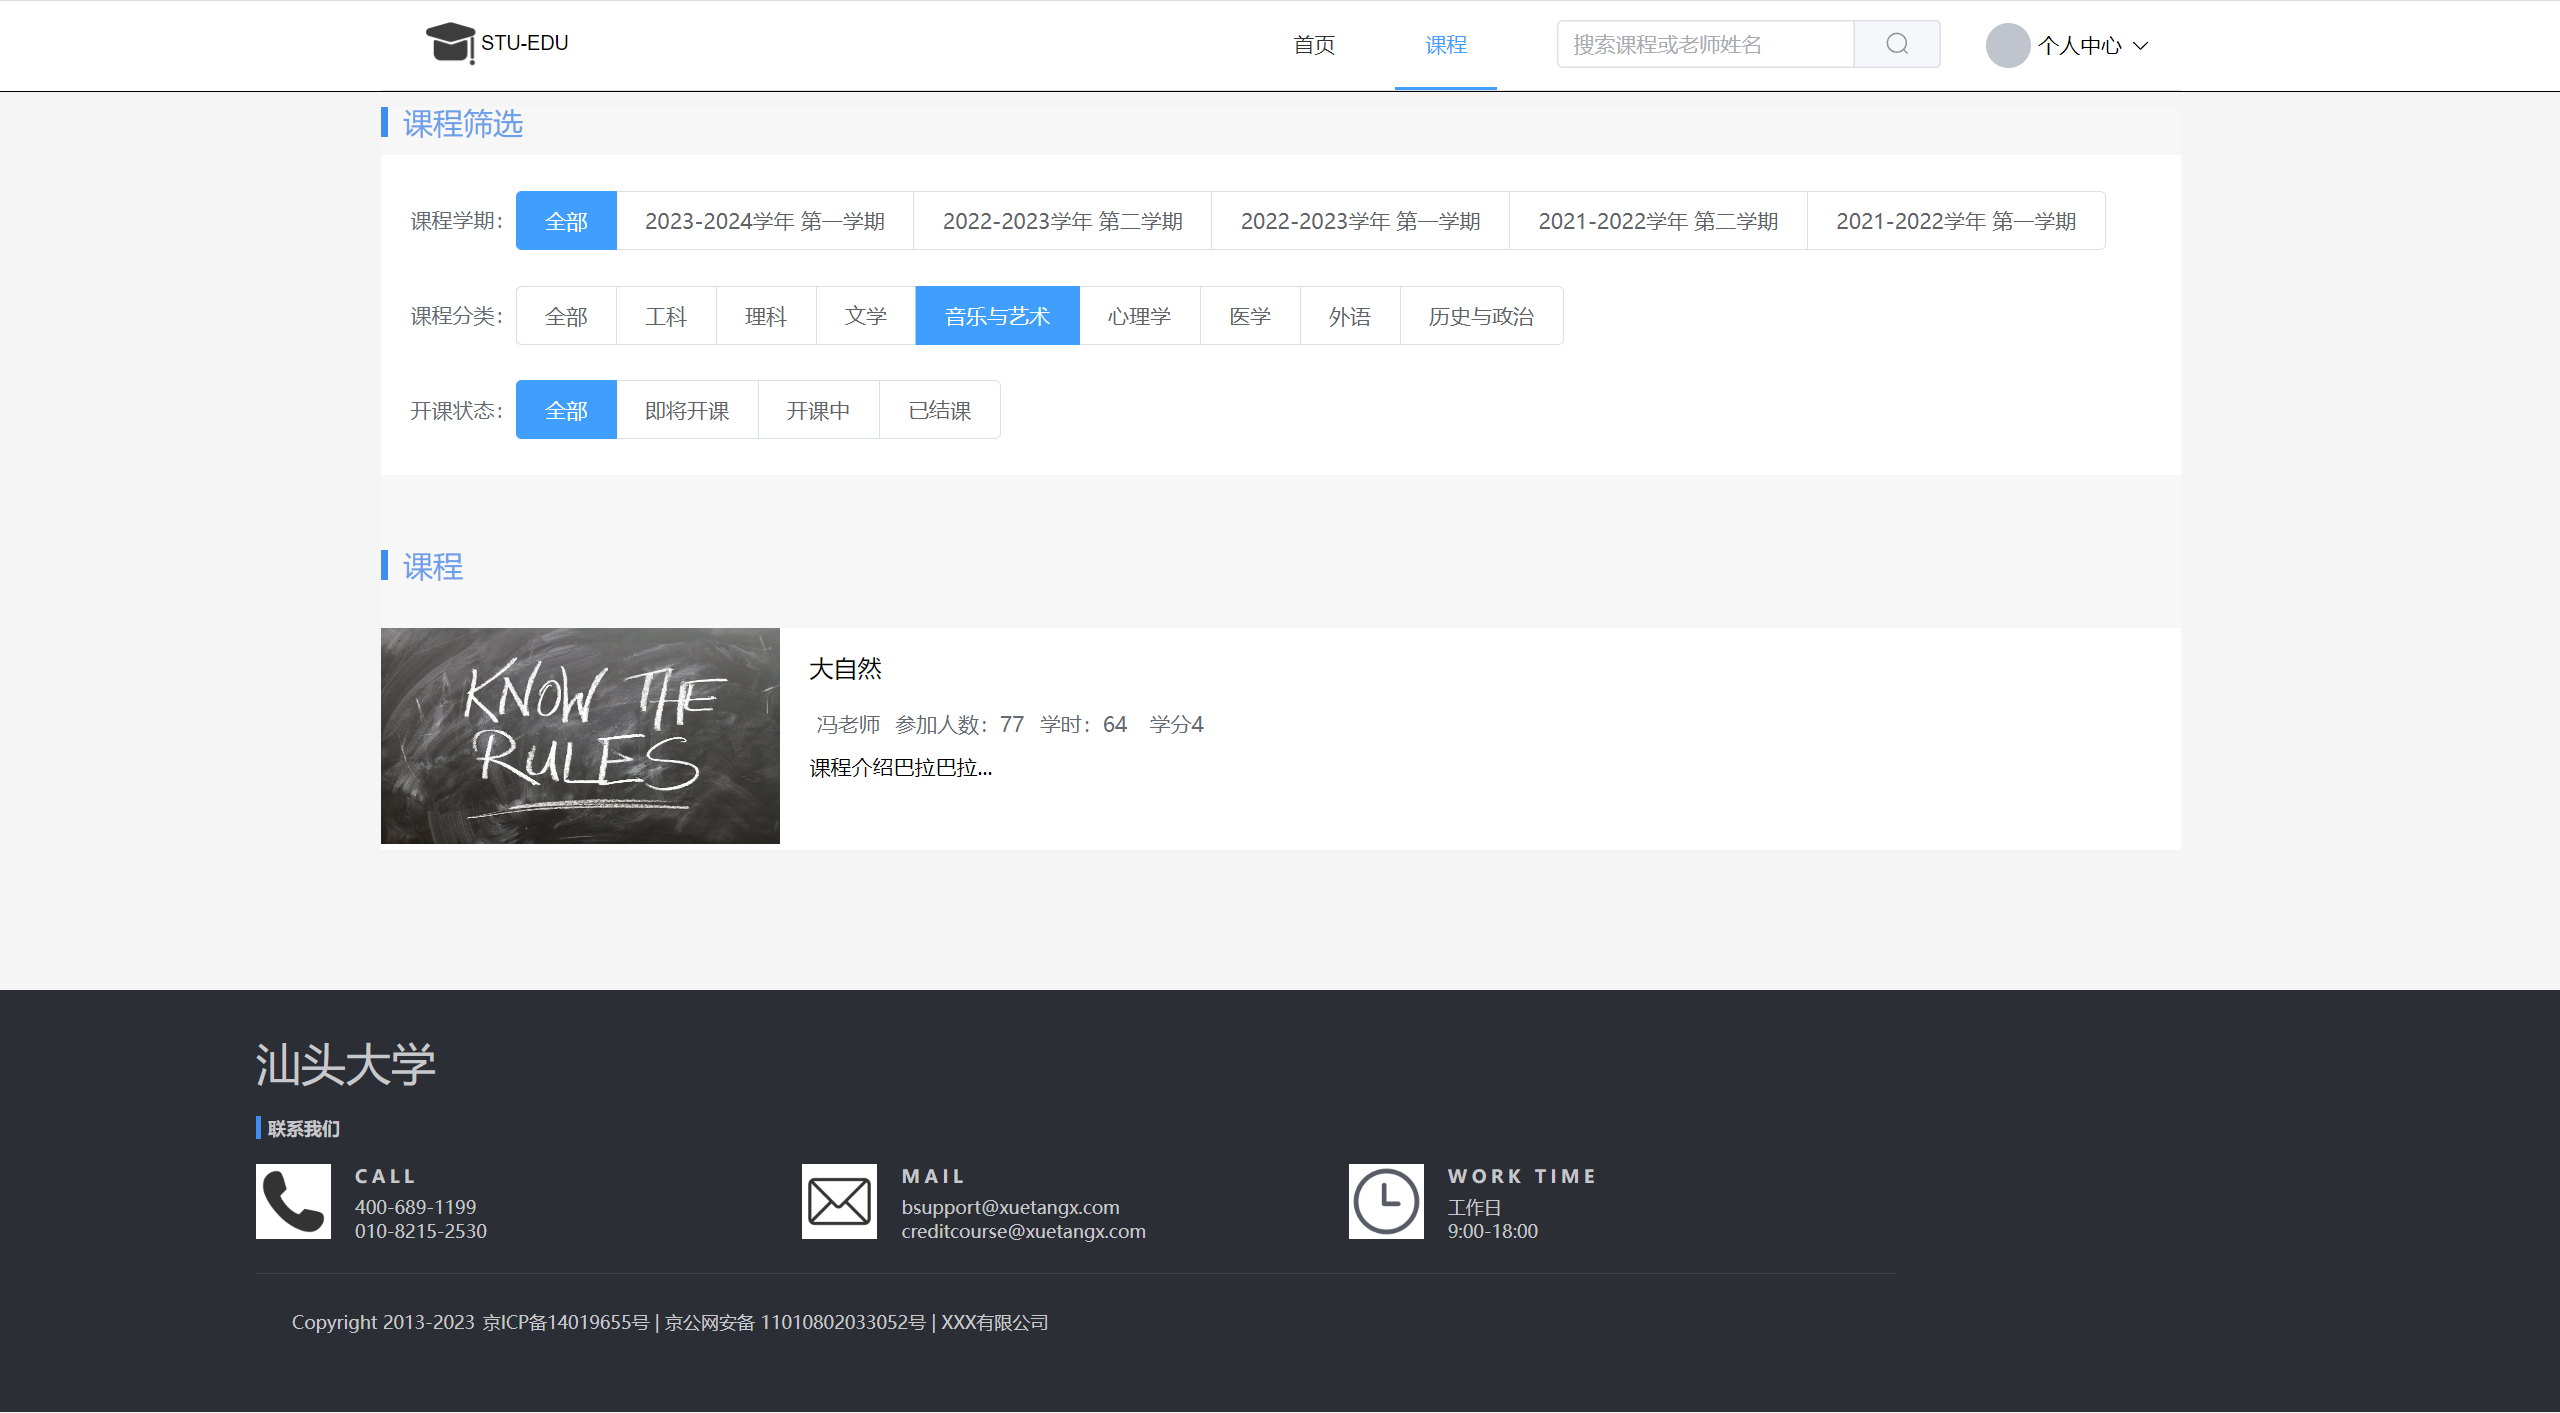 STU-EDU 首页 课程 搜索课程或老师姓名 个人中心
课程筛选
课程学期： 全部 2023-2024学年 第一学期 2022-2023学年 第二学期 2022-2023学年 第一学期 2021-2022学年 第二学期 2021-2022学年 第一学期
课程分类： 全部 工科 理科 文学 音乐与艺术 心理学 医学 外语 历史与政治
开课状态： 全部 即将开课 开课中 已结课
课程
KNOW THE
RULES
大自然
冯老师 参加人数：77 学时：64 学分4
课程介绍巴拉巴拉...
汕头大学
联系我们
CALL
400-689-1199
010-8215-2530
MAIL
bsupport@xuetangx.com
creditcourse@xuetangx.com
WORK TIME
工作日
9:00-18:00
Copyright 2013-2023 京ICP备14019655号 | 京公网安备 11010802033052号 | XXX有限公司